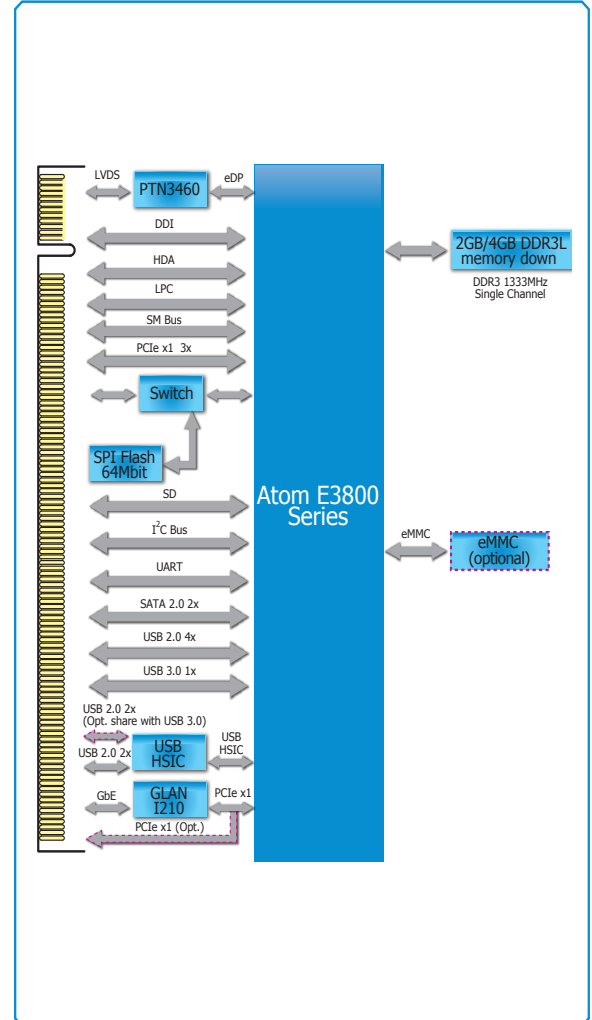 LVDS
PTN3460
eDP
DDI
HDA
LPC
SM Bus
PCIe x1 3x
Switch
SPI Flash
64Mbit
SD
I²C Bus
UART
SATA 2.0 2x
USB 2.0 4x
USB 3.0 1x
USB 2.0 2x
(Opt. share with USB 3.0)
USB 2.0 2x
USB
HSIC
USB
HSIC
GbE
GLAN
I210
PCIe x1
PCIe x1 (Opt.)
Atom E3800
Series
2GB/4GB DDR3L
memory down
DDR3 1333MHz
Single Channel
eMMC
eMMC
(optional)